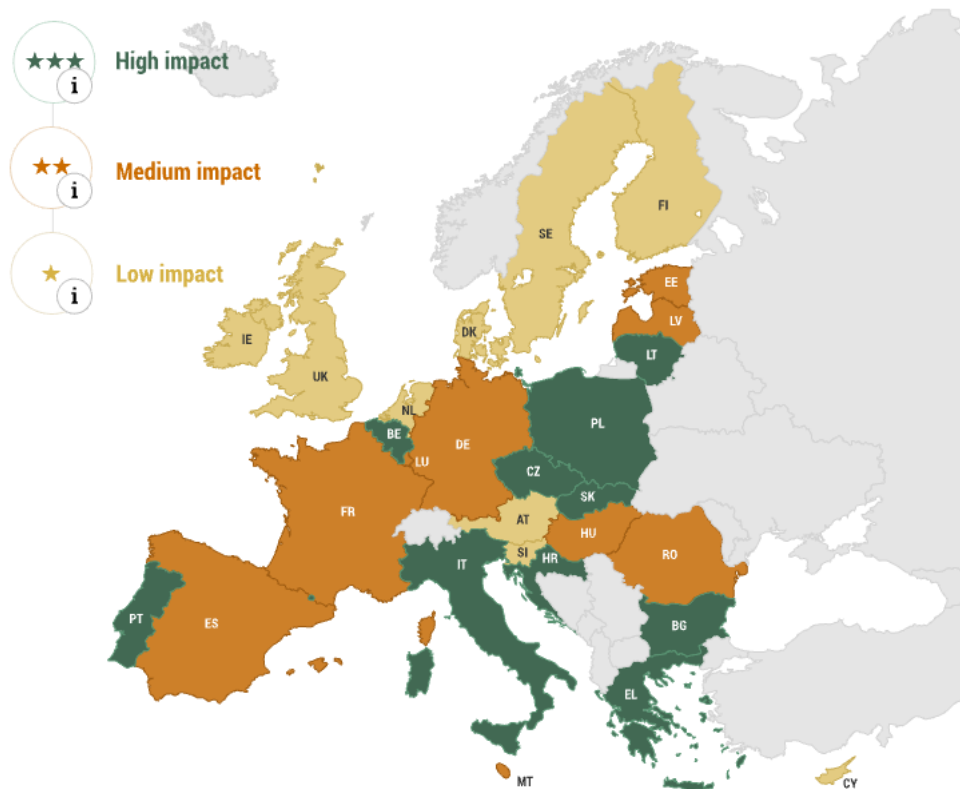 ★★★
i
High impact
★★
i
Medium impact
★
i
Low impact
FI
SE
EE
LV
LT
DK
IE
UK
NL
BE
PL
DE
LU
CZ
SK
FR
AT
HU
SI
HR
RO
IT
PT
ES
BG
EL
MT
CY